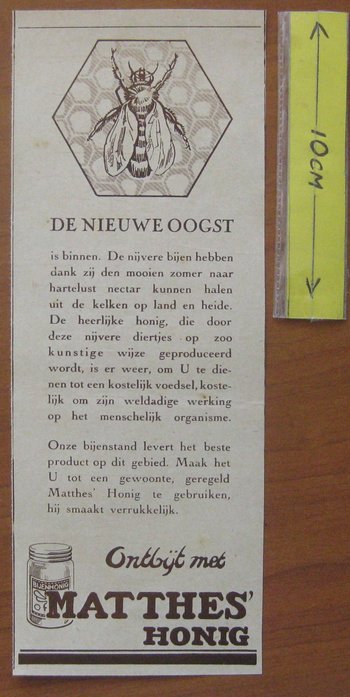 DE NIEUWE OOGST
is binnen. De nijvere bijen hebben
dank zij den mooien zomer naar
hartelust nectar kunnen halen
uit de kelken op land en heide.
De heerlijke honig, die door
deze nijvere diertjes op zoo
kunstige wijze geproduceerd
wordt, is er weer, om U te die-
nen tot een kostelijk voedsel, koste-
lijk om zijn weldadige werking
op het menschelijk organisme.
Onze bijenstand levert het beste
product op dit gebied. Maak het
U tot een gewoonte, geregeld
Matthes' Honig te gebruiken,
hij smaakt verrukkelijk.
Ontbijt met
BIJENHONIG
MATTHES'
HONIG
10CM